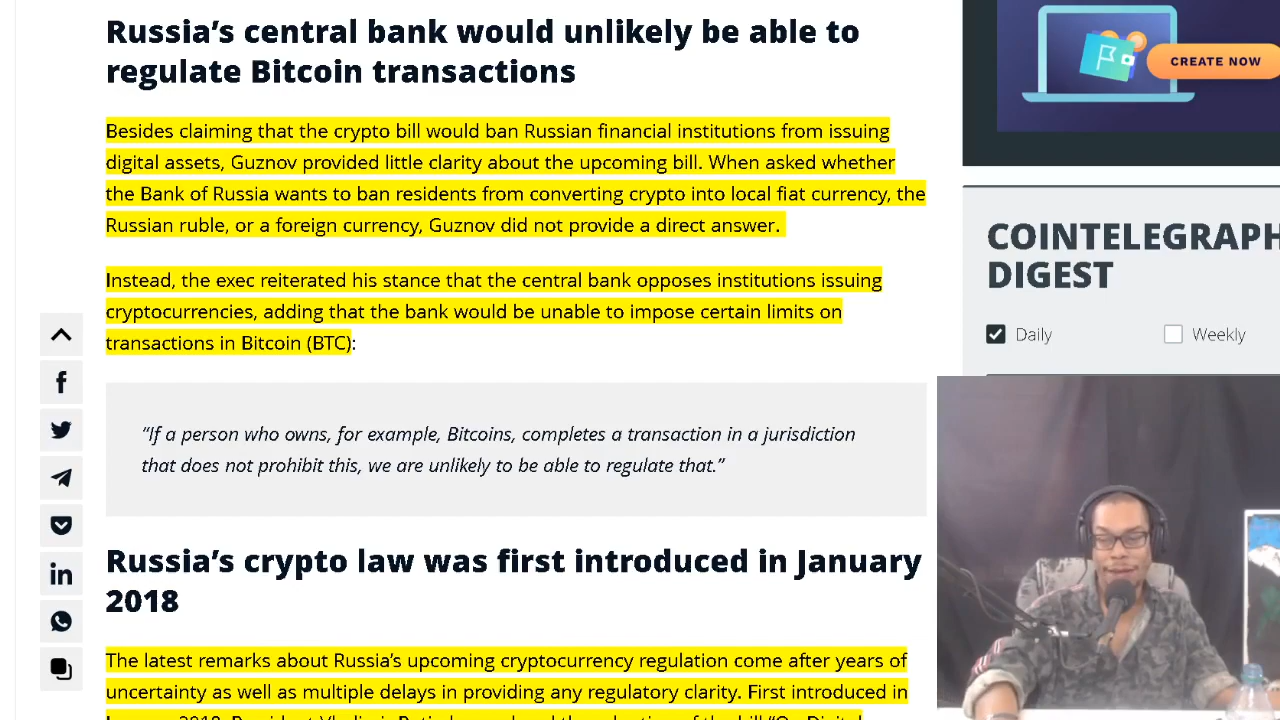 Russia’s central bank would unlikely be able to
regulate Bitcoin transactions
Besides claiming that the crypto bill would ban Russian financial institutions from issuing
digital assets, Guznov provided little clarity about the upcoming bill. When asked whether
the Bank of Russia wants to ban residents from converting crypto into local fiat currency, the
Russian ruble, or a foreign currency, Guznov did not provide a direct answer.
Instead, the exec reiterated his stance that the central bank opposes institutions issuing
cryptocurrencies, adding that the bank would be unable to impose certain limits on
transactions in Bitcoin (BTC):
“If a person who owns, for example, Bitcoins, completes a transaction in a jurisdiction
that does not prohibit this, we are unlikely to be able to regulate that.”
Russia’s crypto law was first introduced in January
2018
The latest remarks about Russia’s upcoming cryptocurrency regulation come after years of
uncertainty as well as multiple delays in providing any regulatory clarity. First introduced in
CREATE NOW
COINTELEGRAPH
DIGEST
Daily
Weekly